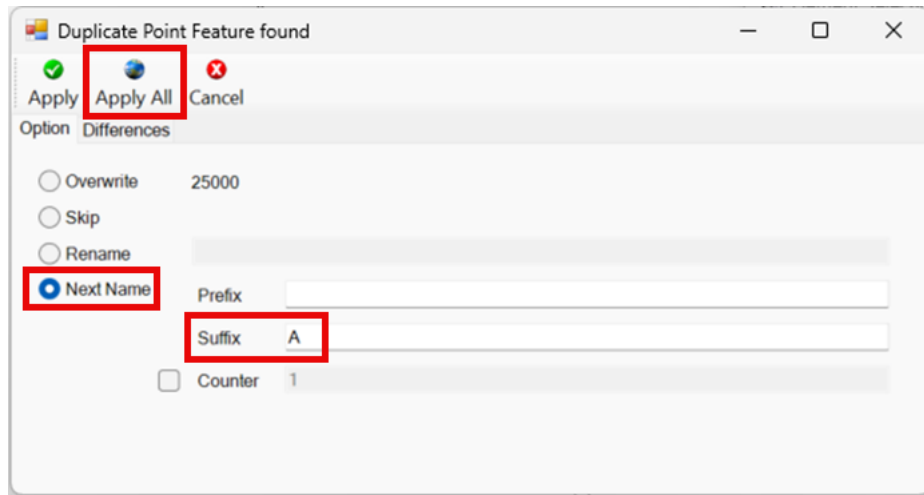 Duplicate Point Feature found
Apply Apply All Cancel
Option Differences
Overwrite 25000
Skip
Rename
Next Name
Prefix
Suffix A
Counter 1